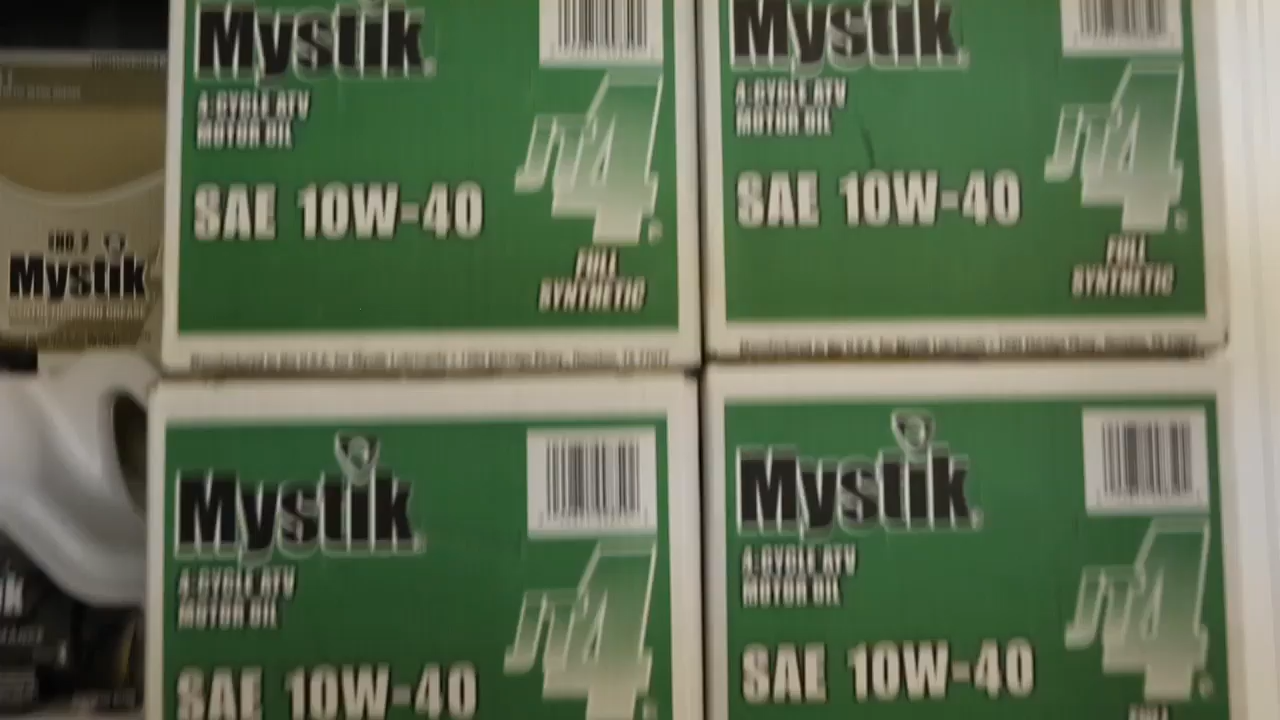 Mystik
4-CYCLE ATV
MOTOR OIL
SAE 10W-40
JT4
FULL
SYNTHETIC
Mystik
4-CYCLE ATV
MOTOR OIL
SAE 10W-40
JT4
FULL
SYNTHETIC
Mystik
Mystik
4-CYCLE ATV
MOTOR OIL
SAE 10W-40
JT4
Mystik
4-CYCLE ATV
MOTOR OIL
SAE 10W-40
JT4
FULL